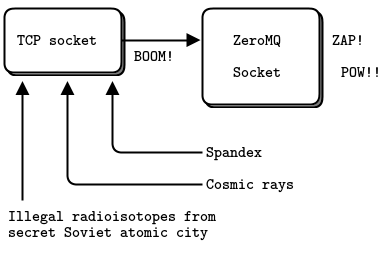 TCP socket
BOOM!
ZeroMQ
Socket
ZAP!
POW!!
Spandex
Cosmic rays
Illegal radioisotopes from
secret Soviet atomic city